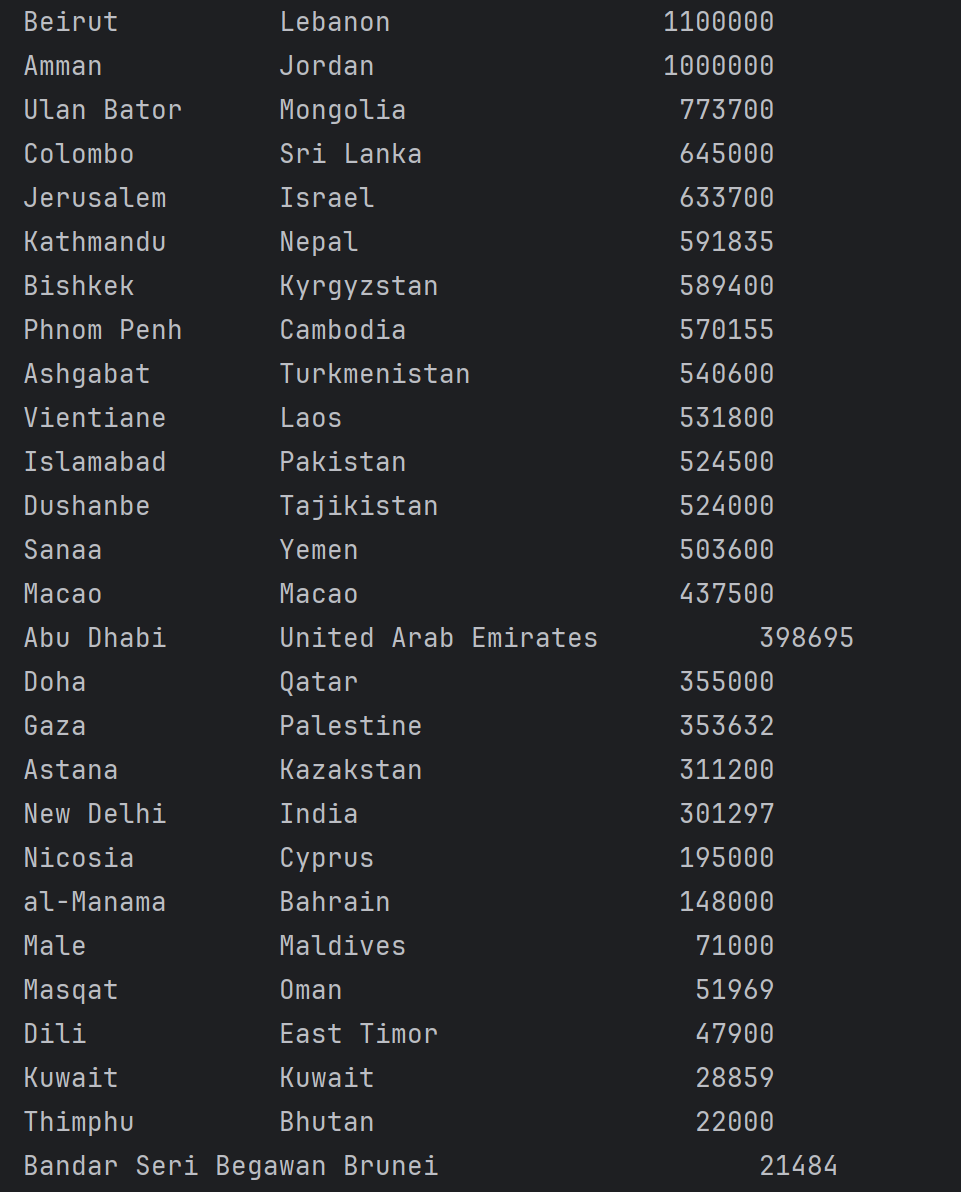 Beirut Lebanon 1100000
Amman Jordan 1000000
Ulan Bator Mongolia 773700
Colombo Sri Lanka 645000
Jerusalem Israel 633700
Kathmandu Nepal 591835
Bishkek Kyrgyzstan 589400
Phnom Penh Cambodia 570155
Ashgabat Turkmenistan 540600
Vientiane Laos 531800
Islamabad Pakistan 524500
Dushanbe Tajikistan 524000
Sanaa Yemen 503600
Macao Macao 437500
Abu Dhabi United Arab Emirates 398695
Doha Qatar 355000
Gaza Palestine 353632
Astana Kazakstan 311200
New Delhi India 301297
Nicosia Cyprus 195000
al-Manama Bahrain 148000
Male Maldives 71000
Masqat Oman 51969
Dili East Timor 47900
Kuwait Kuwait 28859
Thimphu Bhutan 22000
Bandar Seri Begawan Brunei 21484